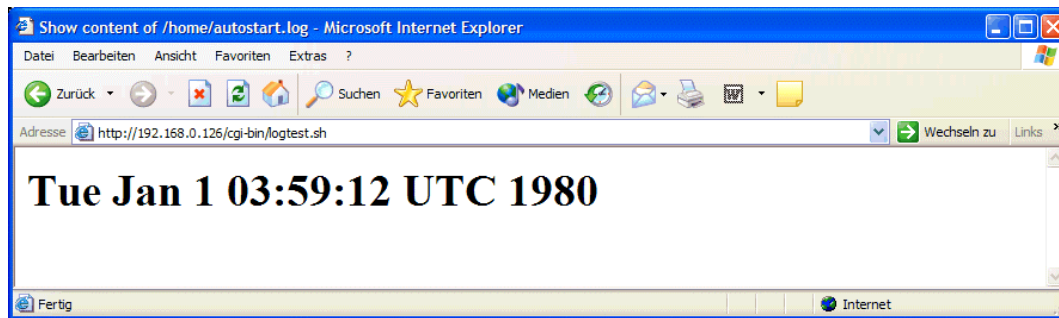 Show content of /home/autostart.log - Microsoft Internet Explorer
Datei Bearbeiten Ansicht Favoriten Extras ?
Zurück Suchen Favoriten Medien W
Adresse http://192.168.0.126/cgi-bin/logtest.sh Wechseln zu Links »
Tue Jan 1 03:59:12 UTC 1980
Fertig Internet